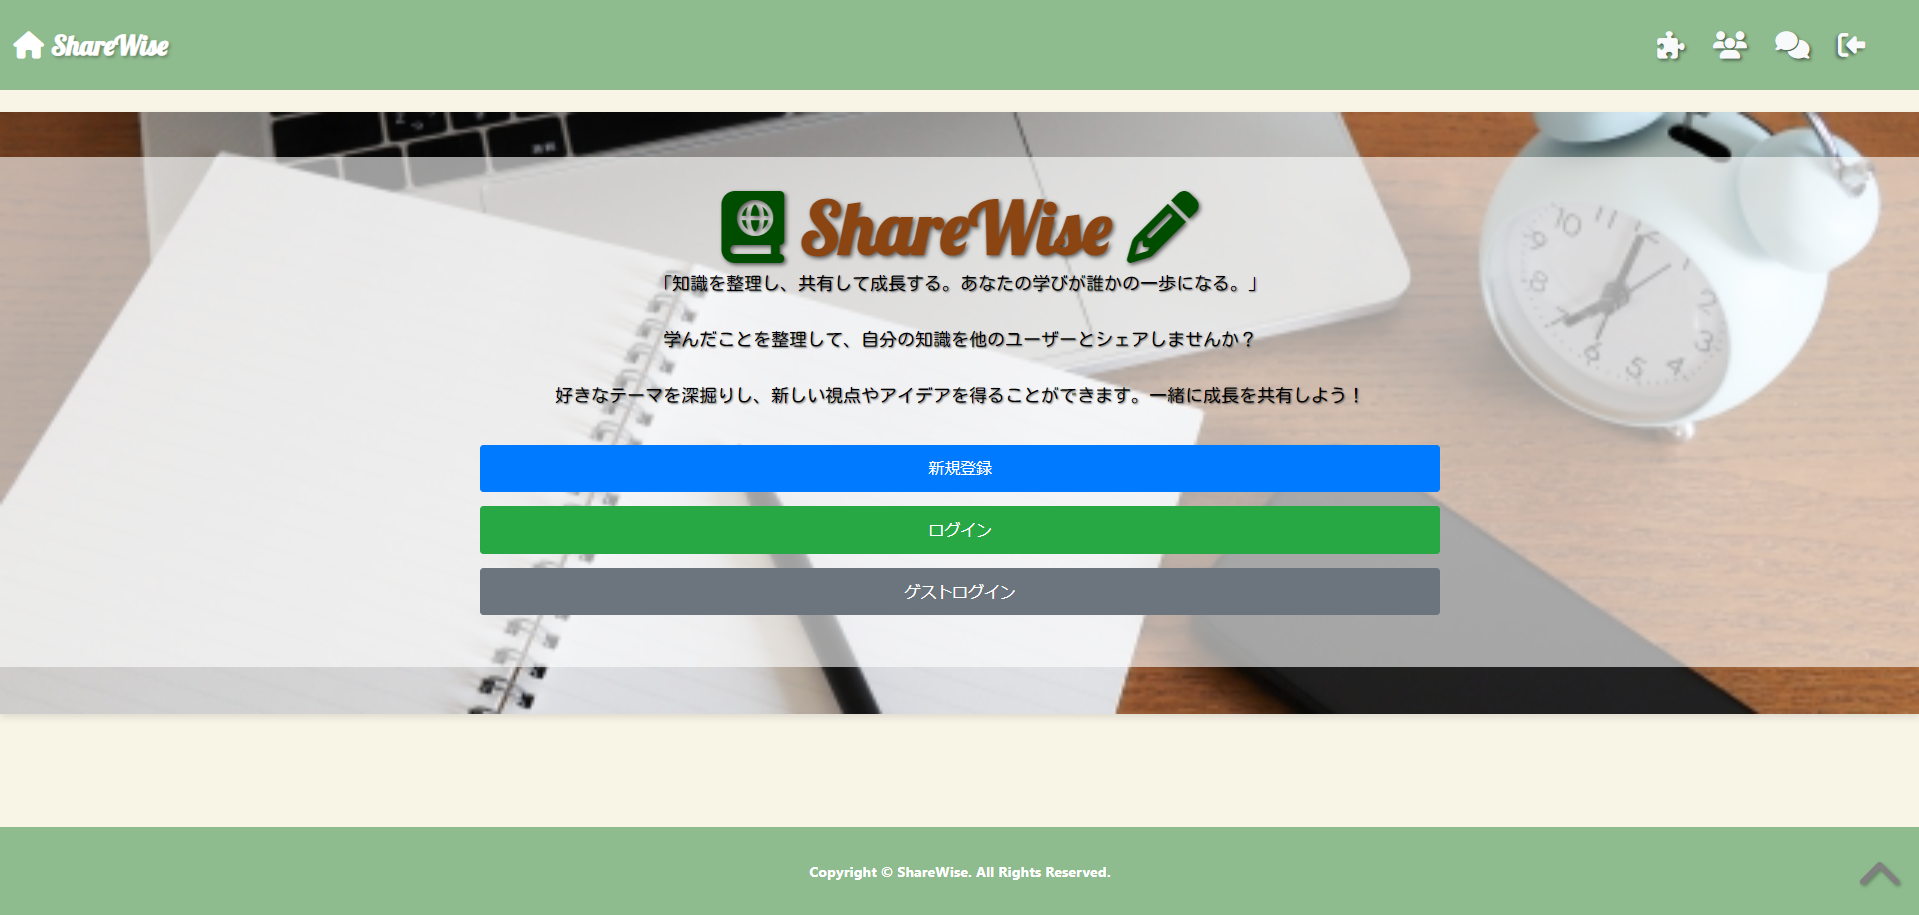 ShareWise
ShareWise
「知識を整理し、共有して成長する。あなたの学びが誰かの一歩になる。」
学んだことを整理して、自分の知識を他のユーザーとシェアしませんか？
好きなテーマを深掘りし、新しい視点やアイデアを得ることができます。一緒に成長を共有しよう！
新規登録
ログイン
ゲストログイン
Copyright © ShareWise. All Rights Reserved.